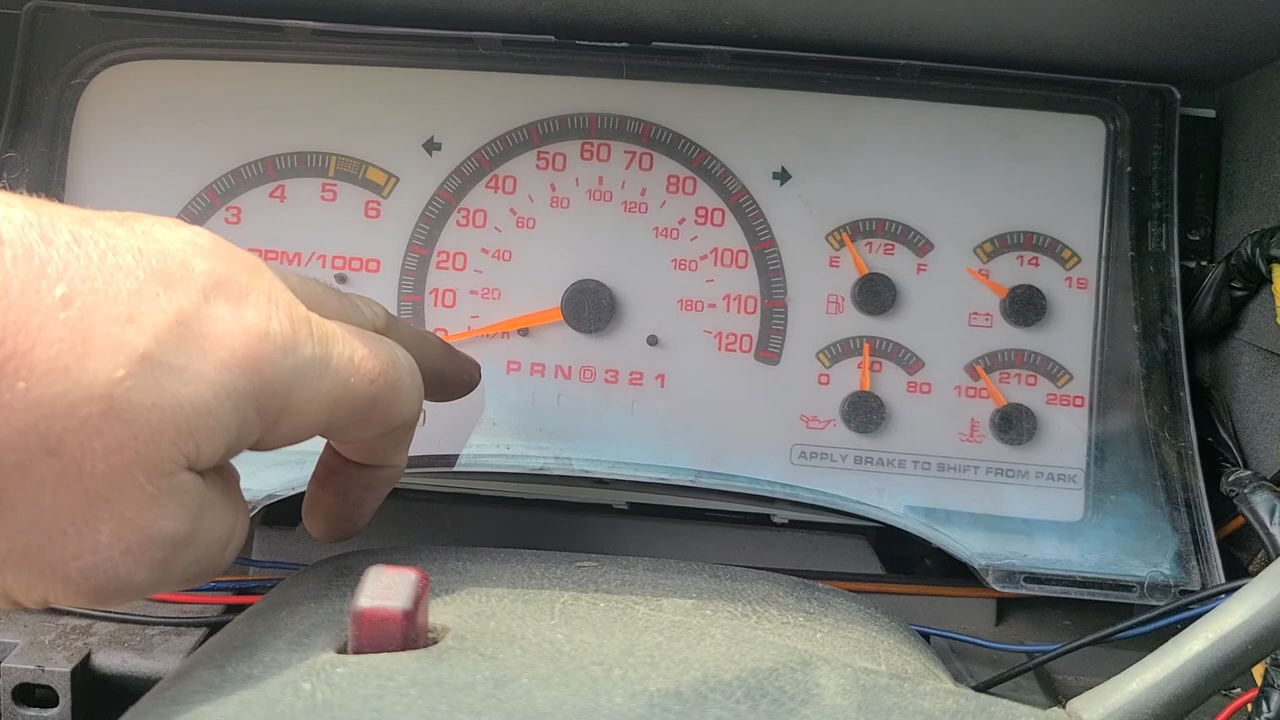 3 4 5 6
RPM/1000
10 20 30 40 50 60 70 80 90 100 110 120
20 40 60 80 100 120 140 160 180
P R N D 3 2 1
E 1/2 F
9 14 19
0 40 80
100 210 260
APPLY BRAKE TO SHIFT FROM PARK